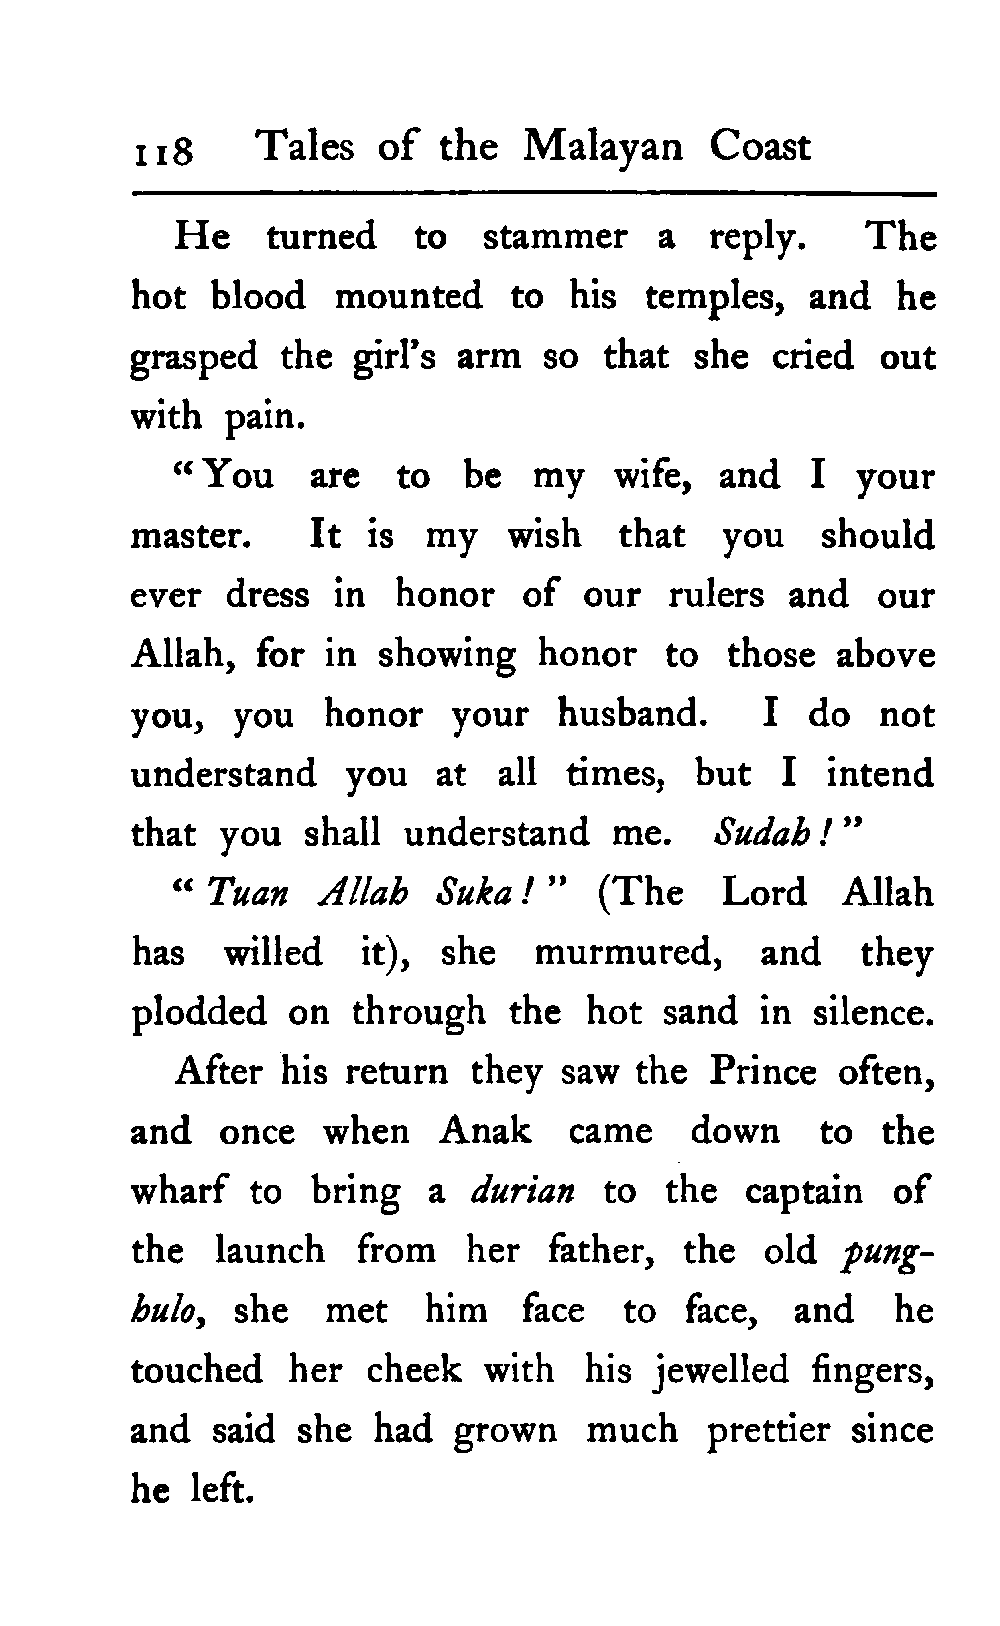 118 Tales of the Malayan Coast
He turned to stammer a reply. The
hot blood mounted to his temples, and he
grasped the girl's arm so that she cried out
with pain.
"You are to be my wife, and I your
master. It is my wish that you should
ever dress in honor of our rulers and our
Allah, for in showing honor to those above
you, you honor your husband. I do not
understand you at all times, but I intend
that you shall understand me. Sudah!"
"Tuan Allah Suka!" (The Lord Allah
has willed it), she murmured, and they
plodded on through the hot sand in silence.
After his return they saw the Prince often,
and once when Anak came down to the
wharf to bring a durian to the captain of
the launch from her father, the old pung-
hulo, she met him face to face, and he
touched her cheek with his jewelled fingers,
and said she had grown much prettier since
he left.